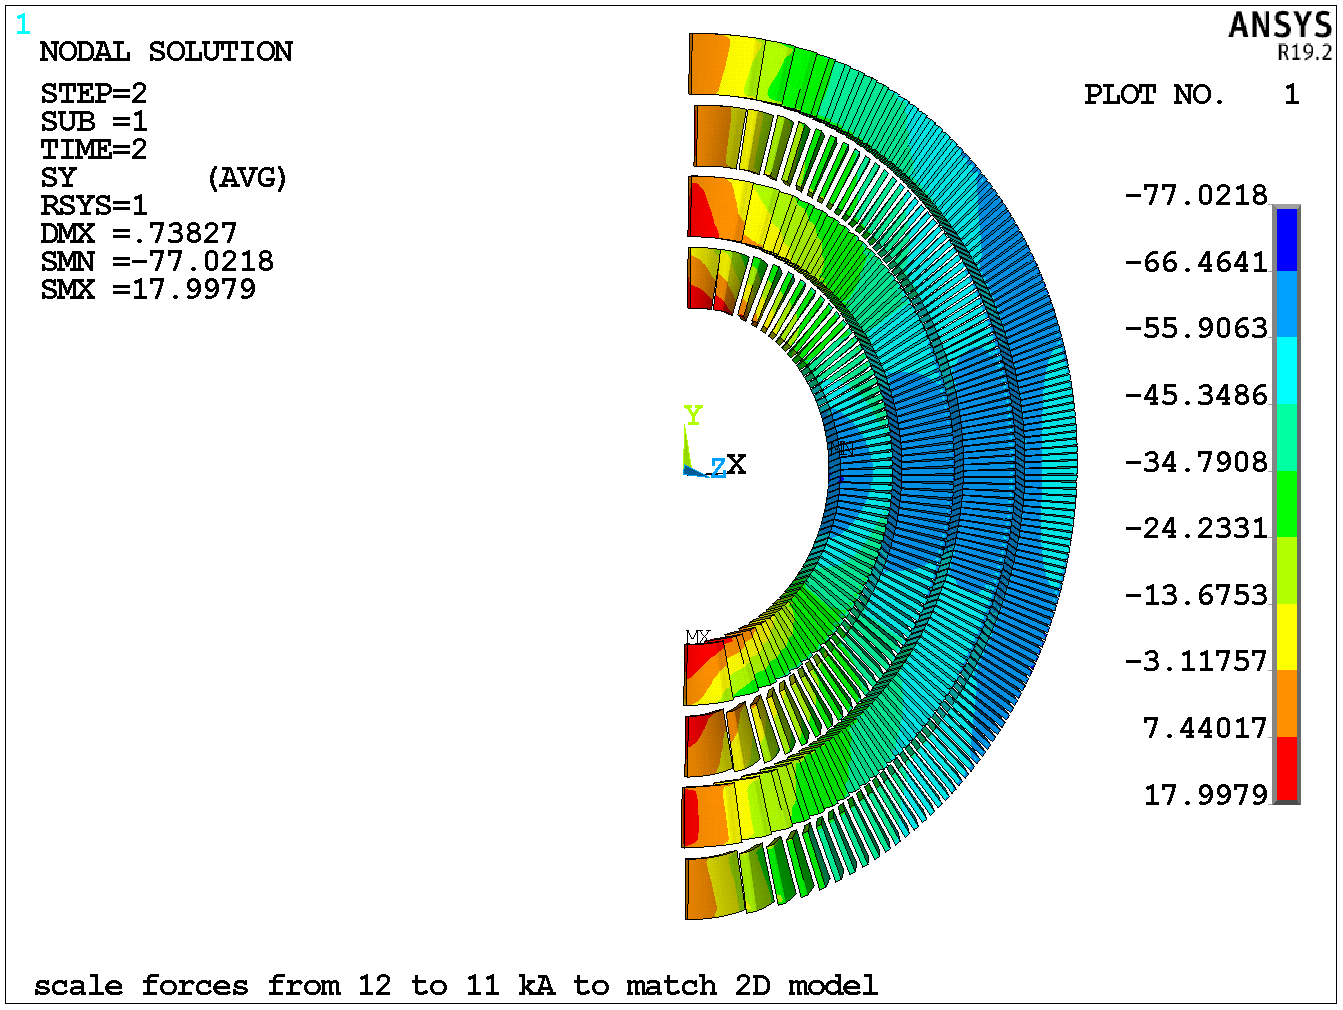 1
ANSYS
R19.2
NODAL SOLUTION
STEP=2
SUB =1
TIME=2
SY (AVG)
RSYS=1
DMX =.73827
SMN =-77.0218
SMX =17.9979
PLOT NO. 1
-77.0218
-66.4641
-55.9063
-45.3486
-34.7908
-24.2331
-13.6753
-3.11757
7.44017
17.9979
Y
Z X
MX
scale forces from 12 to 11 kA to match 2D model